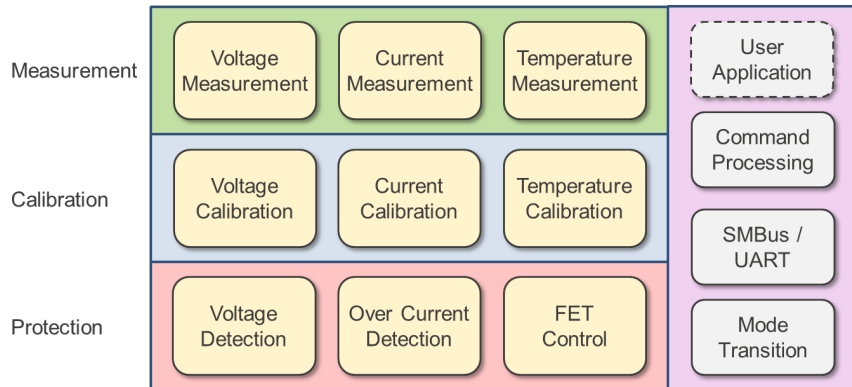 Measurement
Voltage
Measurement
Current
Measurement
Temperature
Measurement
Calibration
Voltage
Calibration
Current
Calibration
Temperature
Calibration
Protection
Voltage
Detection
Over Current
Detection
FET
Control
User
Application
Command
Processing
SMBus /
UART
Mode
Transition